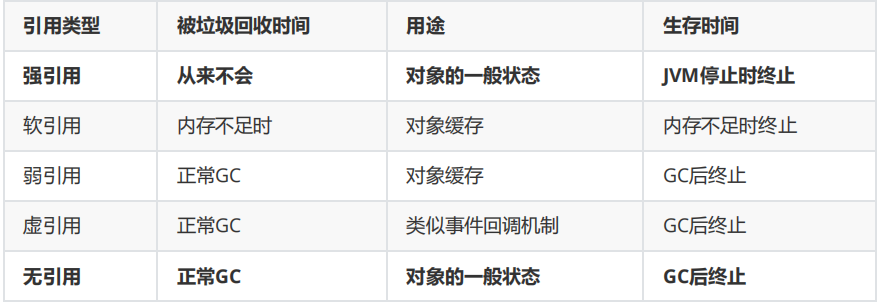 引用类型 被垃圾回收时间 用途 生存时间
强引用 从来不会 对象的一般状态 JVM停止时终止
软引用 内存不足时 对象缓存 内存不足时终止
弱引用 正常GC 对象缓存 GC后终止
虚引用 正常GC 类似事件回调机制 GC后终止
无引用 正常GC 对象的一般状态 GC后终止